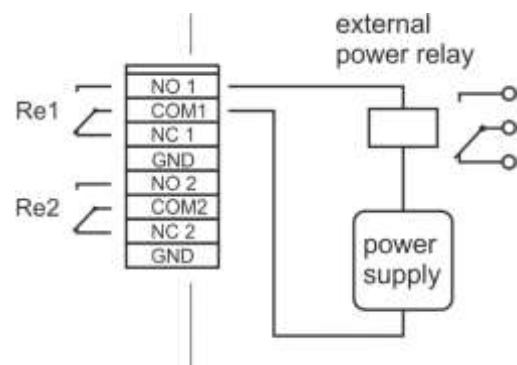 external
power relay
Re1
NO 1
COM1
NC 1
GND
Re2
NO 2
COM2
NC 2
GND
power
supply